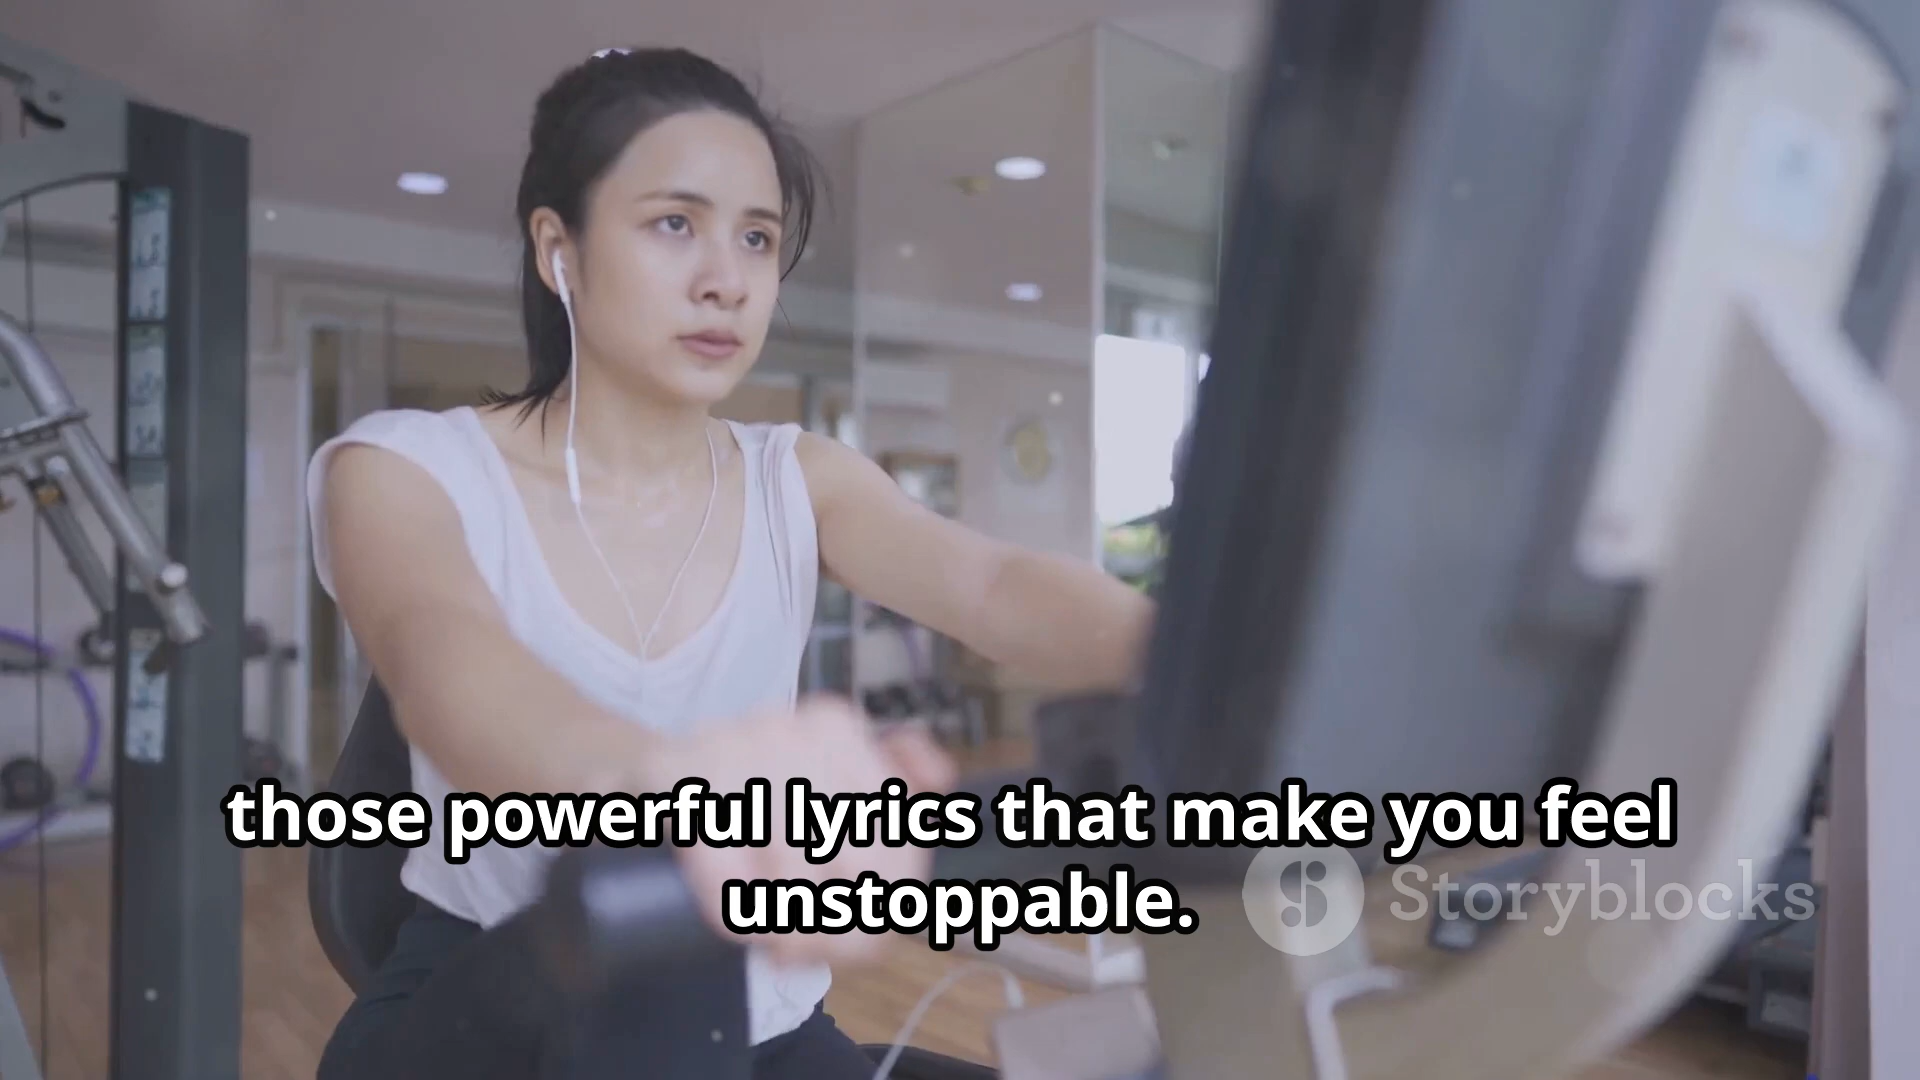 those powerful lyrics that make you feel
unstoppable.
Storyblocks